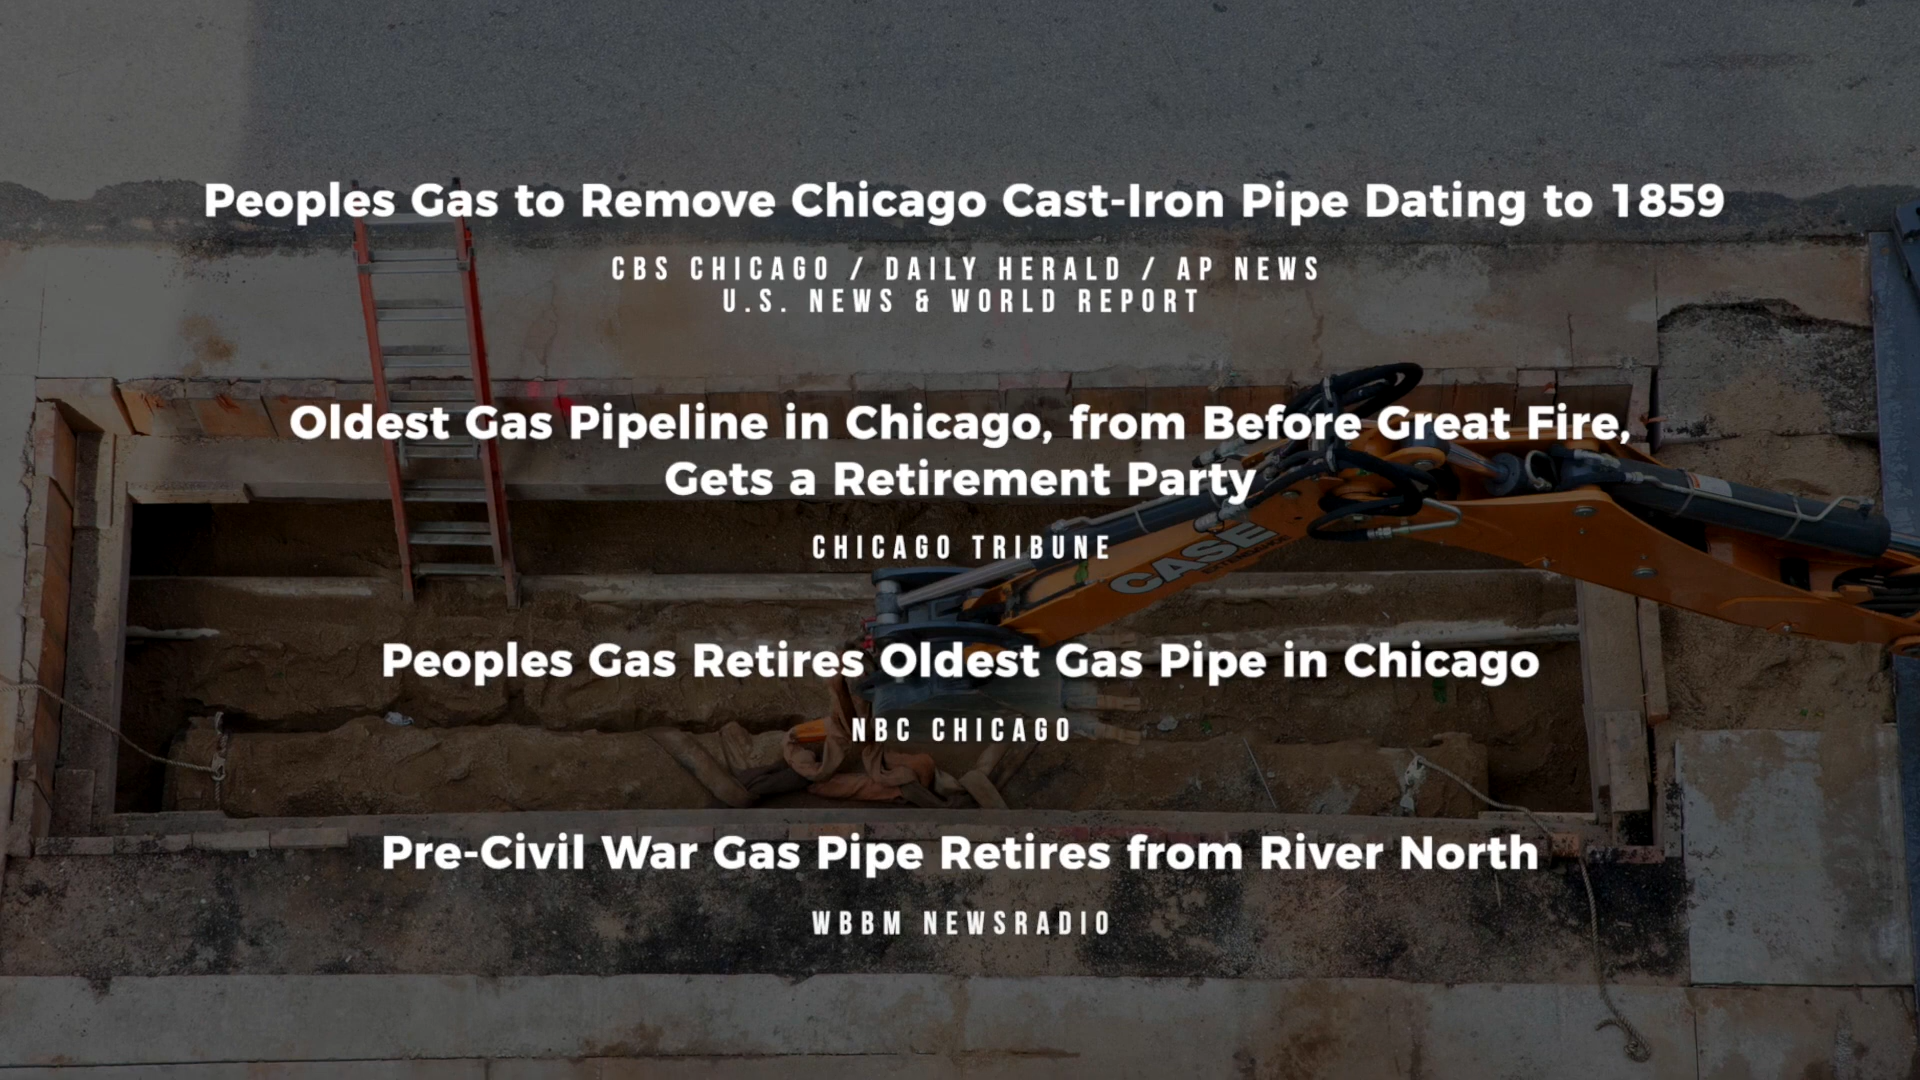 Peoples Gas to Remove Chicago Cast-Iron Pipe Dating to 1859
CBS CHICAGO / DAILY HERALD / AP NEWS
U.S. NEWS & WORLD REPORT
Oldest Gas Pipeline in Chicago, from Before Great Fire,
Gets a Retirement Party
CHICAGO TRIBUNE
CASE
Peoples Gas Retires Oldest Gas Pipe in Chicago
NBC CHICAGO
Pre-Civil War Gas Pipe Retires from River North
WBBM NEWSRADIO